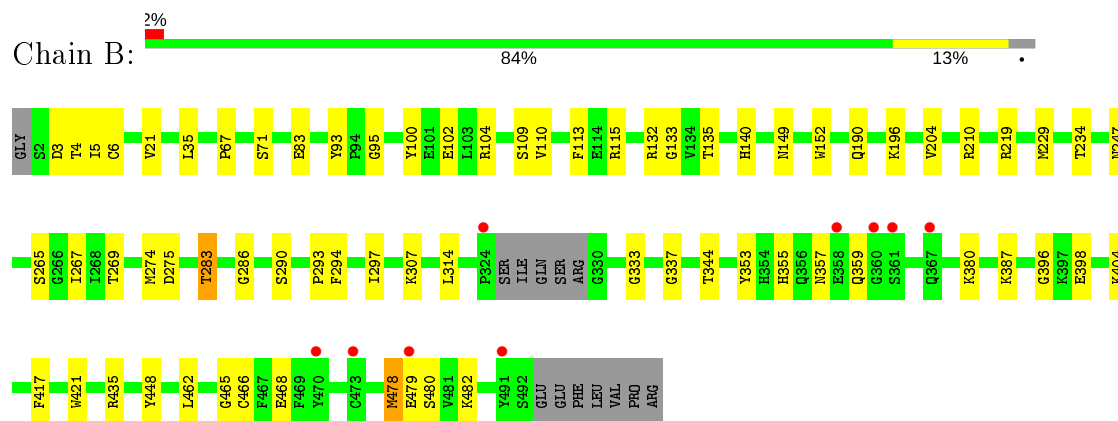 2%
Chain B:
84% 13% •
GLY S2 D3 T4 I5 C6 V21 L35 P67 S71 E83 Y93 P94 G95 Y100 E101 E102 L103 R104 S109 V110 F113 E114 R115 R132 G133 V134 T135 H140 N149 W152 Q190 K196 V204 R210 R219 M229 T234 N247
S265 G266 I267 I268 T269 M274 D275 T283 G286 S290 P293 F294 I297 K307 L314 P324 SER ILE GLN SER ARG G330 G333 G337 T344 Y353 H354 H355 Q356 N357 E358 Q359 G360 S361 Q367 K380 K387 G396 K397 E398 K404
F417 W421 R435 Y448 L462 G465 C466 F467 E468 F469 Y470 C473 M478 E479 S480 V481 K482 Y491 S492 GLU GLU PHE LEU VAL PRO ARG